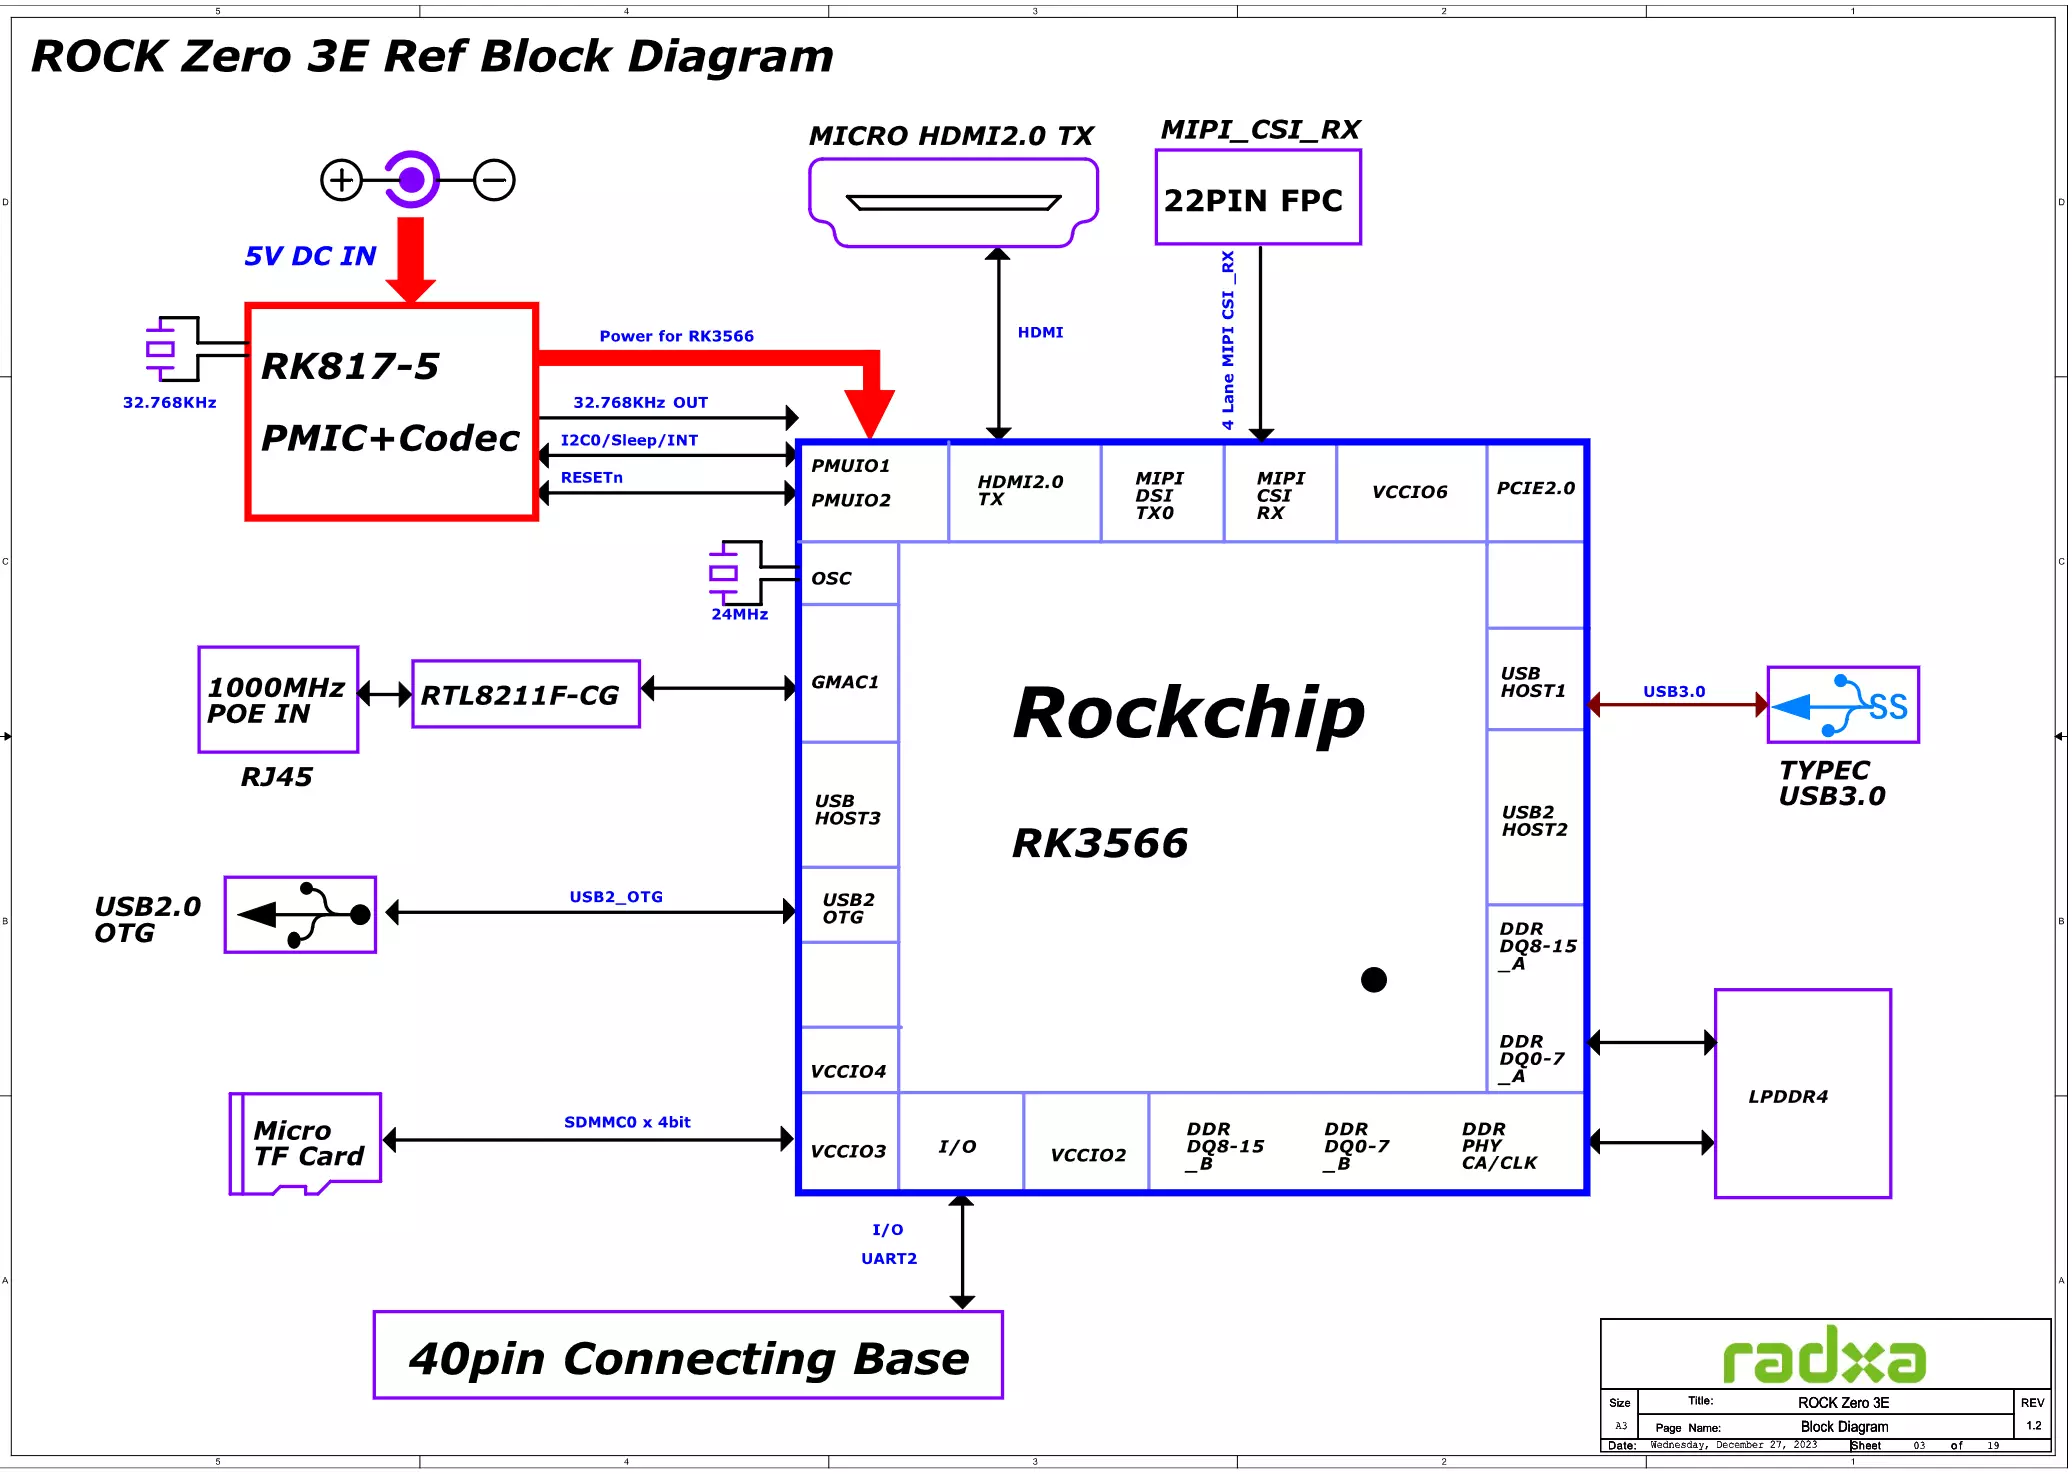 5 4 3 2 1
ROCK Zero 3E Ref Block Diagram
MICRO HDMI2.0 TX
MIPI_CSI_RX
22PIN FPC
D
D
5V DC IN
4 Lane MIPI CSI _RX
HDMI
Power for RK3566
RK817-5
PMIC+Codec
32.768KHz
32.768KHz OUT
I2C0/Sleep/INT
RESETn
PMUIO1
PMUIO2
HDMI2.0
TX
MIPI
DSI
TX0
MIPI
CSI
RX
VCCIO6
PCIE2.0
C
C
OSC
24MHz
1000MHz
POE IN
RJ45
RTL8211F-CG
GMAC1
Rockchip
RK3566
USB
HOST1
USB3.0
SS
TYPEC
USB3.0
USB
HOST3
USB2
HOST2
USB2.0
OTG
USB2_OTG
USB2
OTG
B
B
DDR
DQ8-15
_A
DDR
DQ0-7
_A
VCCIO4
LPDDR4
Micro
TF Card
SDMMC0 x 4bit
VCCIO3
I/O
VCCIO2
DDR
DQ8-15
_B
DDR
DQ0-7
_B
DDR
PHY
CA/CLK
I/O
UART2
A
A
40pin Connecting Base
radxa
Size Title: ROCK Zero 3E REV
A3 Page Name: Block Diagram 1.2
Date: Wednesday, December 27, 2023 Sheet 03 of 19
5 4 3 2 1